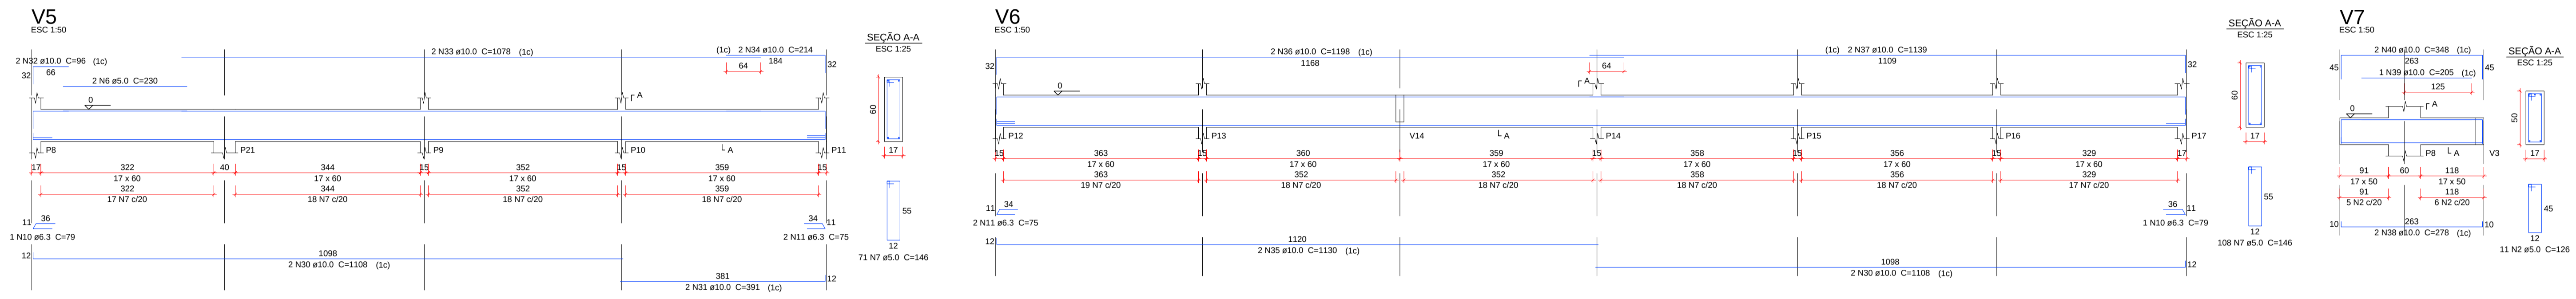 V5
ESC 1:50
2 N33 ø10.0 C=1078 (1c)
(1c) 2 N34 ø10.0 C=214
184
2 N32 ø10.0 C=96 (1c)
66
32
64
32
2 N6 ø5.0 C=230
0
A
P8
P21
P9
P10
A
P11
17 322 40 344 15 352 15 359 15
17 x 60 17 x 60 17 x 60 17 x 60
322 344 352 359
17 N7 c/20 18 N7 c/20 18 N7 c/20 18 N7 c/20
11 36
1 N10 ø6.3 C=79
34 11
2 N11 ø6.3 C=75
12
1098
2 N30 ø10.0 C=1108 (1c)
381
12
2 N31 ø10.0 C=391 (1c)
SEÇÃO A-A
ESC 1:25
60
17
55
12
71 N7 ø5.0 C=146
V6
ESC 1:50
2 N36 ø10.0 C=1198 (1c)
1168
(1c) 2 N37 ø10.0 C=1139
1109
32
64
32
0
A
P12
P13
V14
A
P14
P15
P16
P17
15 363 15 360 359 15 358 15 356 15 329 17
17 x 60 17 x 60 17 x 60 17 x 60 17 x 60 17 x 60
363 352 352 358 356 329
19 N7 c/20 18 N7 c/20 18 N7 c/20 18 N7 c/20 18 N7 c/20 17 N7 c/20
11 34
2 N11 ø6.3 C=75
36 11
1 N10 ø6.3 C=79
12
1120
2 N35 ø10.0 C=1130 (1c)
1098
12
2 N30 ø10.0 C=1108 (1c)
SEÇÃO A-A
ESC 1:25
60
17
55
12
108 N7 ø5.0 C=146
V7
ESC 1:50
2 N40 ø10.0 C=348 (1c)
263
45
45
1 N39 ø10.0 C=205 (1c)
125
0
A
P8
A
V3
91 60 118
17 x 50 17 x 50
91 118
5 N2 c/20 6 N2 c/20
10 263 10
2 N38 ø10.0 C=278 (1c)
SEÇÃO A-A
ESC 1:25
50
17
45
12
11 N2 ø5.0 C=126